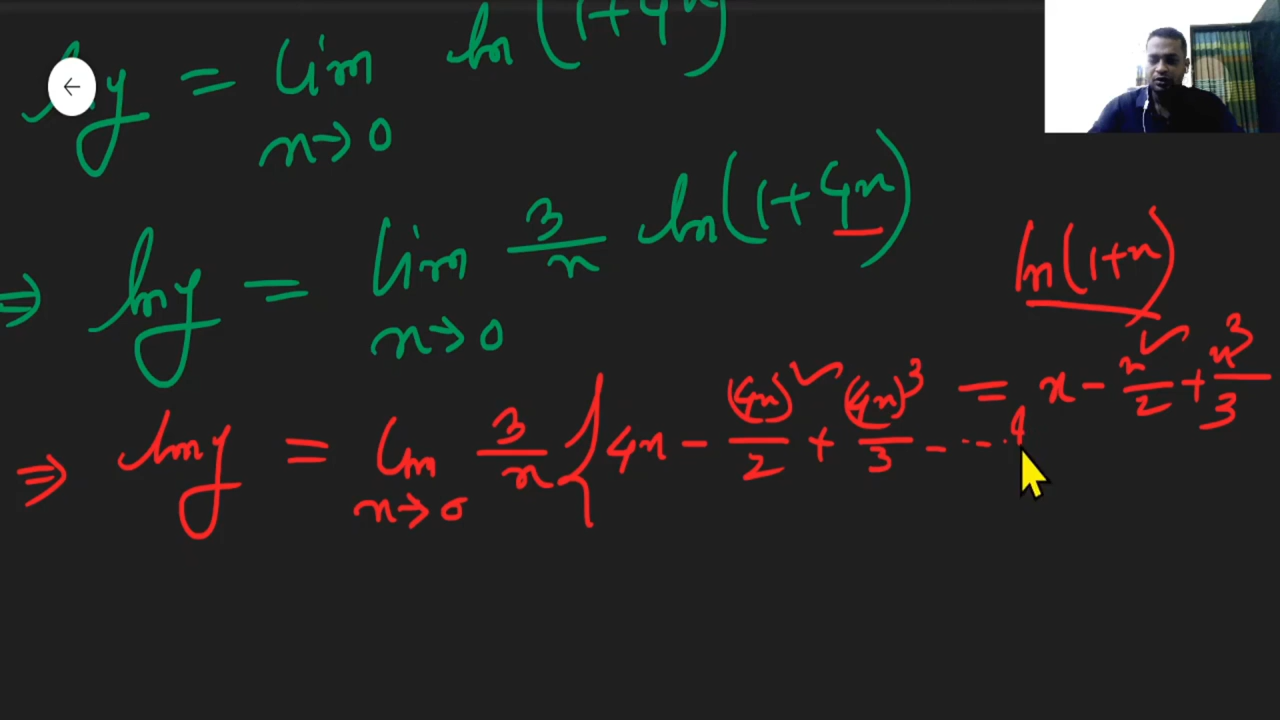 ln y = lim x→0 ln(1+4x)
⇒ ln y = lim x→0 3/x ln(1+4x)
ln(1+x)
= x - x²/2 + x³/3
⇒ ln y = lim x→0 3/x {4x - (4x)²/2 + (4x)³/3 - ....